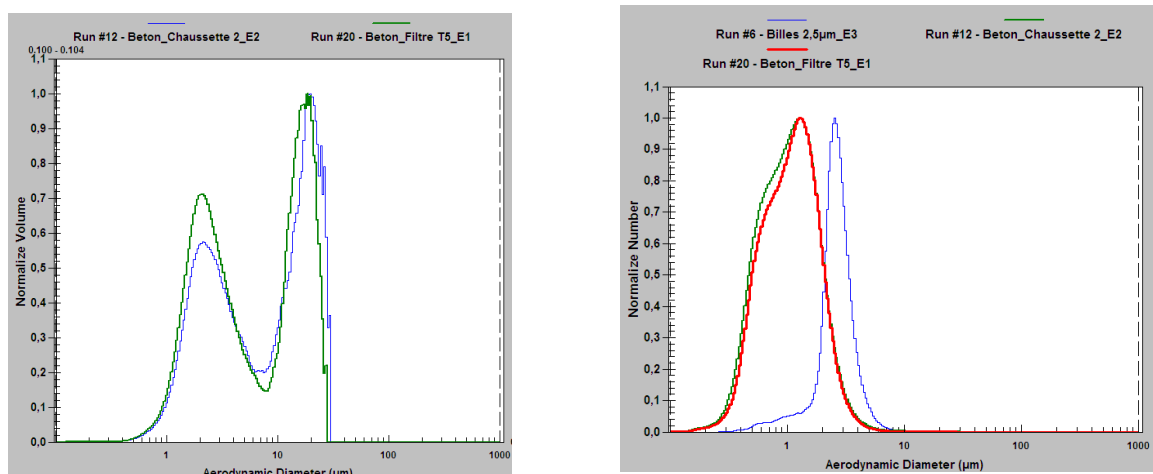 Run #12 - Beton_Chaussette 2_E2 Run #20 - Beton_Filtre T5_E1
0.100 - 0.104
1,1
1,0
0,9
0,8
0,7
0,6
0,5
0,4
0,3
0,2
0,1
0,0
Normalize Volume
1 10 100 1000
Aerodynamic Diameter (µm)
Run #6 - Billes 2,5µm_E3 Run #12 - Beton_Chaussette 2_E2
Run #20 - Beton_Filtre T5_E1
1,1
1,0
0,9
0,8
0,7
0,6
0,5
0,4
0,3
0,2
0,1
0,0
Normalize Number
1 10 100 1000
Aerodynamic Diameter (µm)